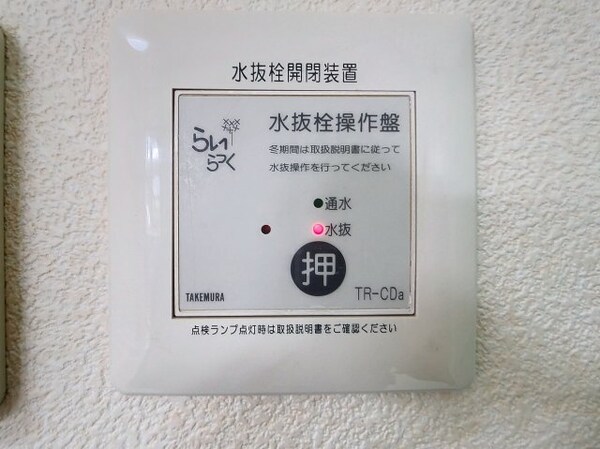 水抜栓開閉装置
らいらっく
水抜栓操作盤
冬期間は取扱説明書に従って
水抜操作を行ってください
通水
水抜
押
TAKEMURA
TR-CDa
点検ランプ点灯時は取扱説明書をご確認ください